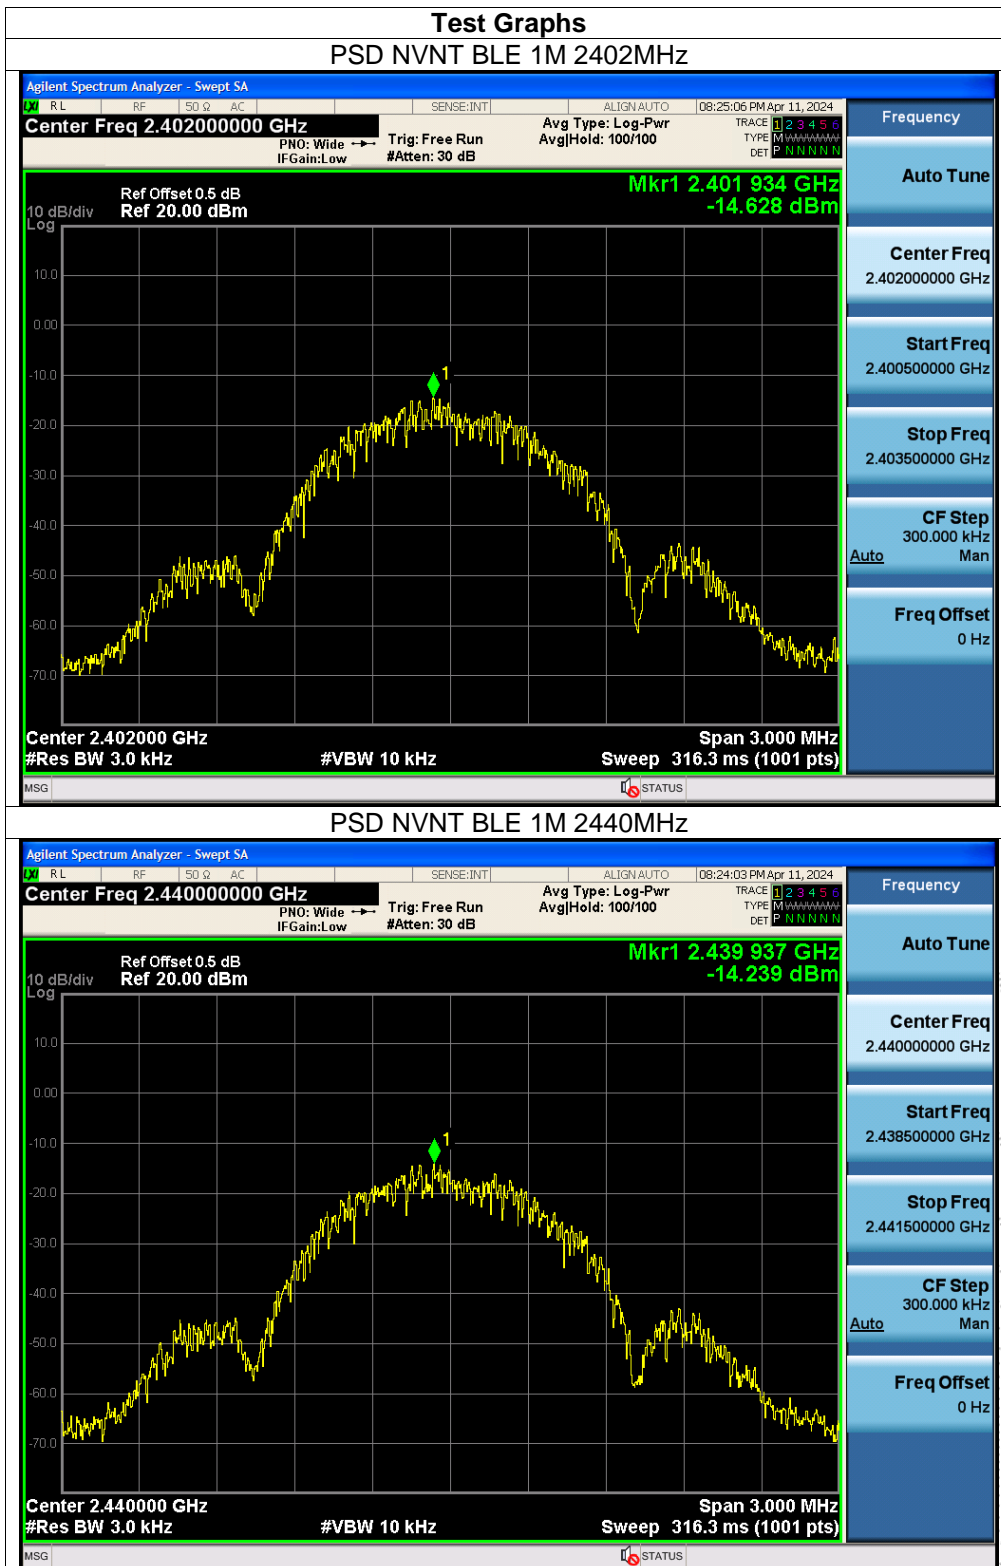 Test Graphs
PSD NVNT BLE 1M 2402MHz
Agilent Spectrum Analyzer - Swept SA
LXI RL RF 50 Ω AC SENSE:INT ALIGN AUTO 08:25:06 PM Apr 11, 2024
Center Freq 2.402000000 GHz
PNO: Wide
IFGain:Low
Trig: Free Run
#Atten: 30 dB
Avg Type: Log-Pwr
Avg|Hold: 100/100
TRACE 1 2 3 4 5 6
TYPE M W W W W W
DET P N N N N N
Frequency
Auto Tune
Mkr1 2.401 934 GHz
-14.628 dBm
Ref Offset 0.5 dB
10 dB/div Ref 20.00 dBm
Log
10.0
0.00
-10.0
-20.0
-30.0
-40.0
-50.0
-60.0
-70.0
1
Center Freq
2.402000000 GHz
Start Freq
2.400500000 GHz
Stop Freq
2.403500000 GHz
CF Step
300.000 kHz
Auto Man
Freq Offset
0 Hz
Center 2.402000 GHz Span 3.000 MHz
#Res BW 3.0 kHz #VBW 10 kHz Sweep 316.3 ms (1001 pts)
MSG STATUS
PSD NVNT BLE 1M 2440MHz
Agilent Spectrum Analyzer - Swept SA
LXI RL RF 50 Ω AC SENSE:INT ALIGN AUTO 08:24:03 PM Apr 11, 2024
Center Freq 2.440000000 GHz
PNO: Wide
IFGain:Low
Trig: Free Run
#Atten: 30 dB
Avg Type: Log-Pwr
Avg|Hold: 100/100
TRACE 1 2 3 4 5 6
TYPE M W W W W W
DET P N N N N N
Frequency
Auto Tune
Mkr1 2.439 937 GHz
-14.239 dBm
Ref Offset 0.5 dB
10 dB/div Ref 20.00 dBm
Log
10.0
0.00
-10.0
-20.0
-30.0
-40.0
-50.0
-60.0
-70.0
1
Center Freq
2.440000000 GHz
Start Freq
2.438500000 GHz
Stop Freq
2.441500000 GHz
CF Step
300.000 kHz
Auto Man
Freq Offset
0 Hz
Center 2.440000 GHz Span 3.000 MHz
#Res BW 3.0 kHz #VBW 10 kHz Sweep 316.3 ms (1001 pts)
MSG STATUS